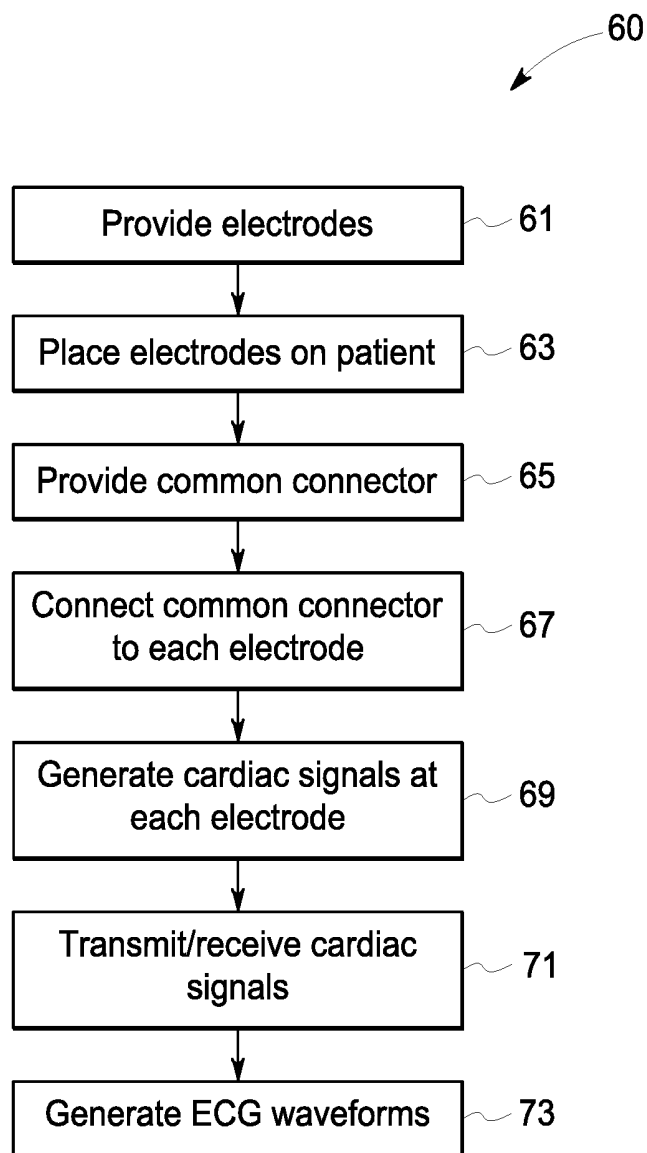 60
Provide electrodes
61
Place electrodes on patient
63
Provide common connector
65
Connect common connector
to each electrode
67
Generate cardiac signals at
each electrode
69
Transmit/receive cardiac
signals
71
Generate ECG waveforms
73